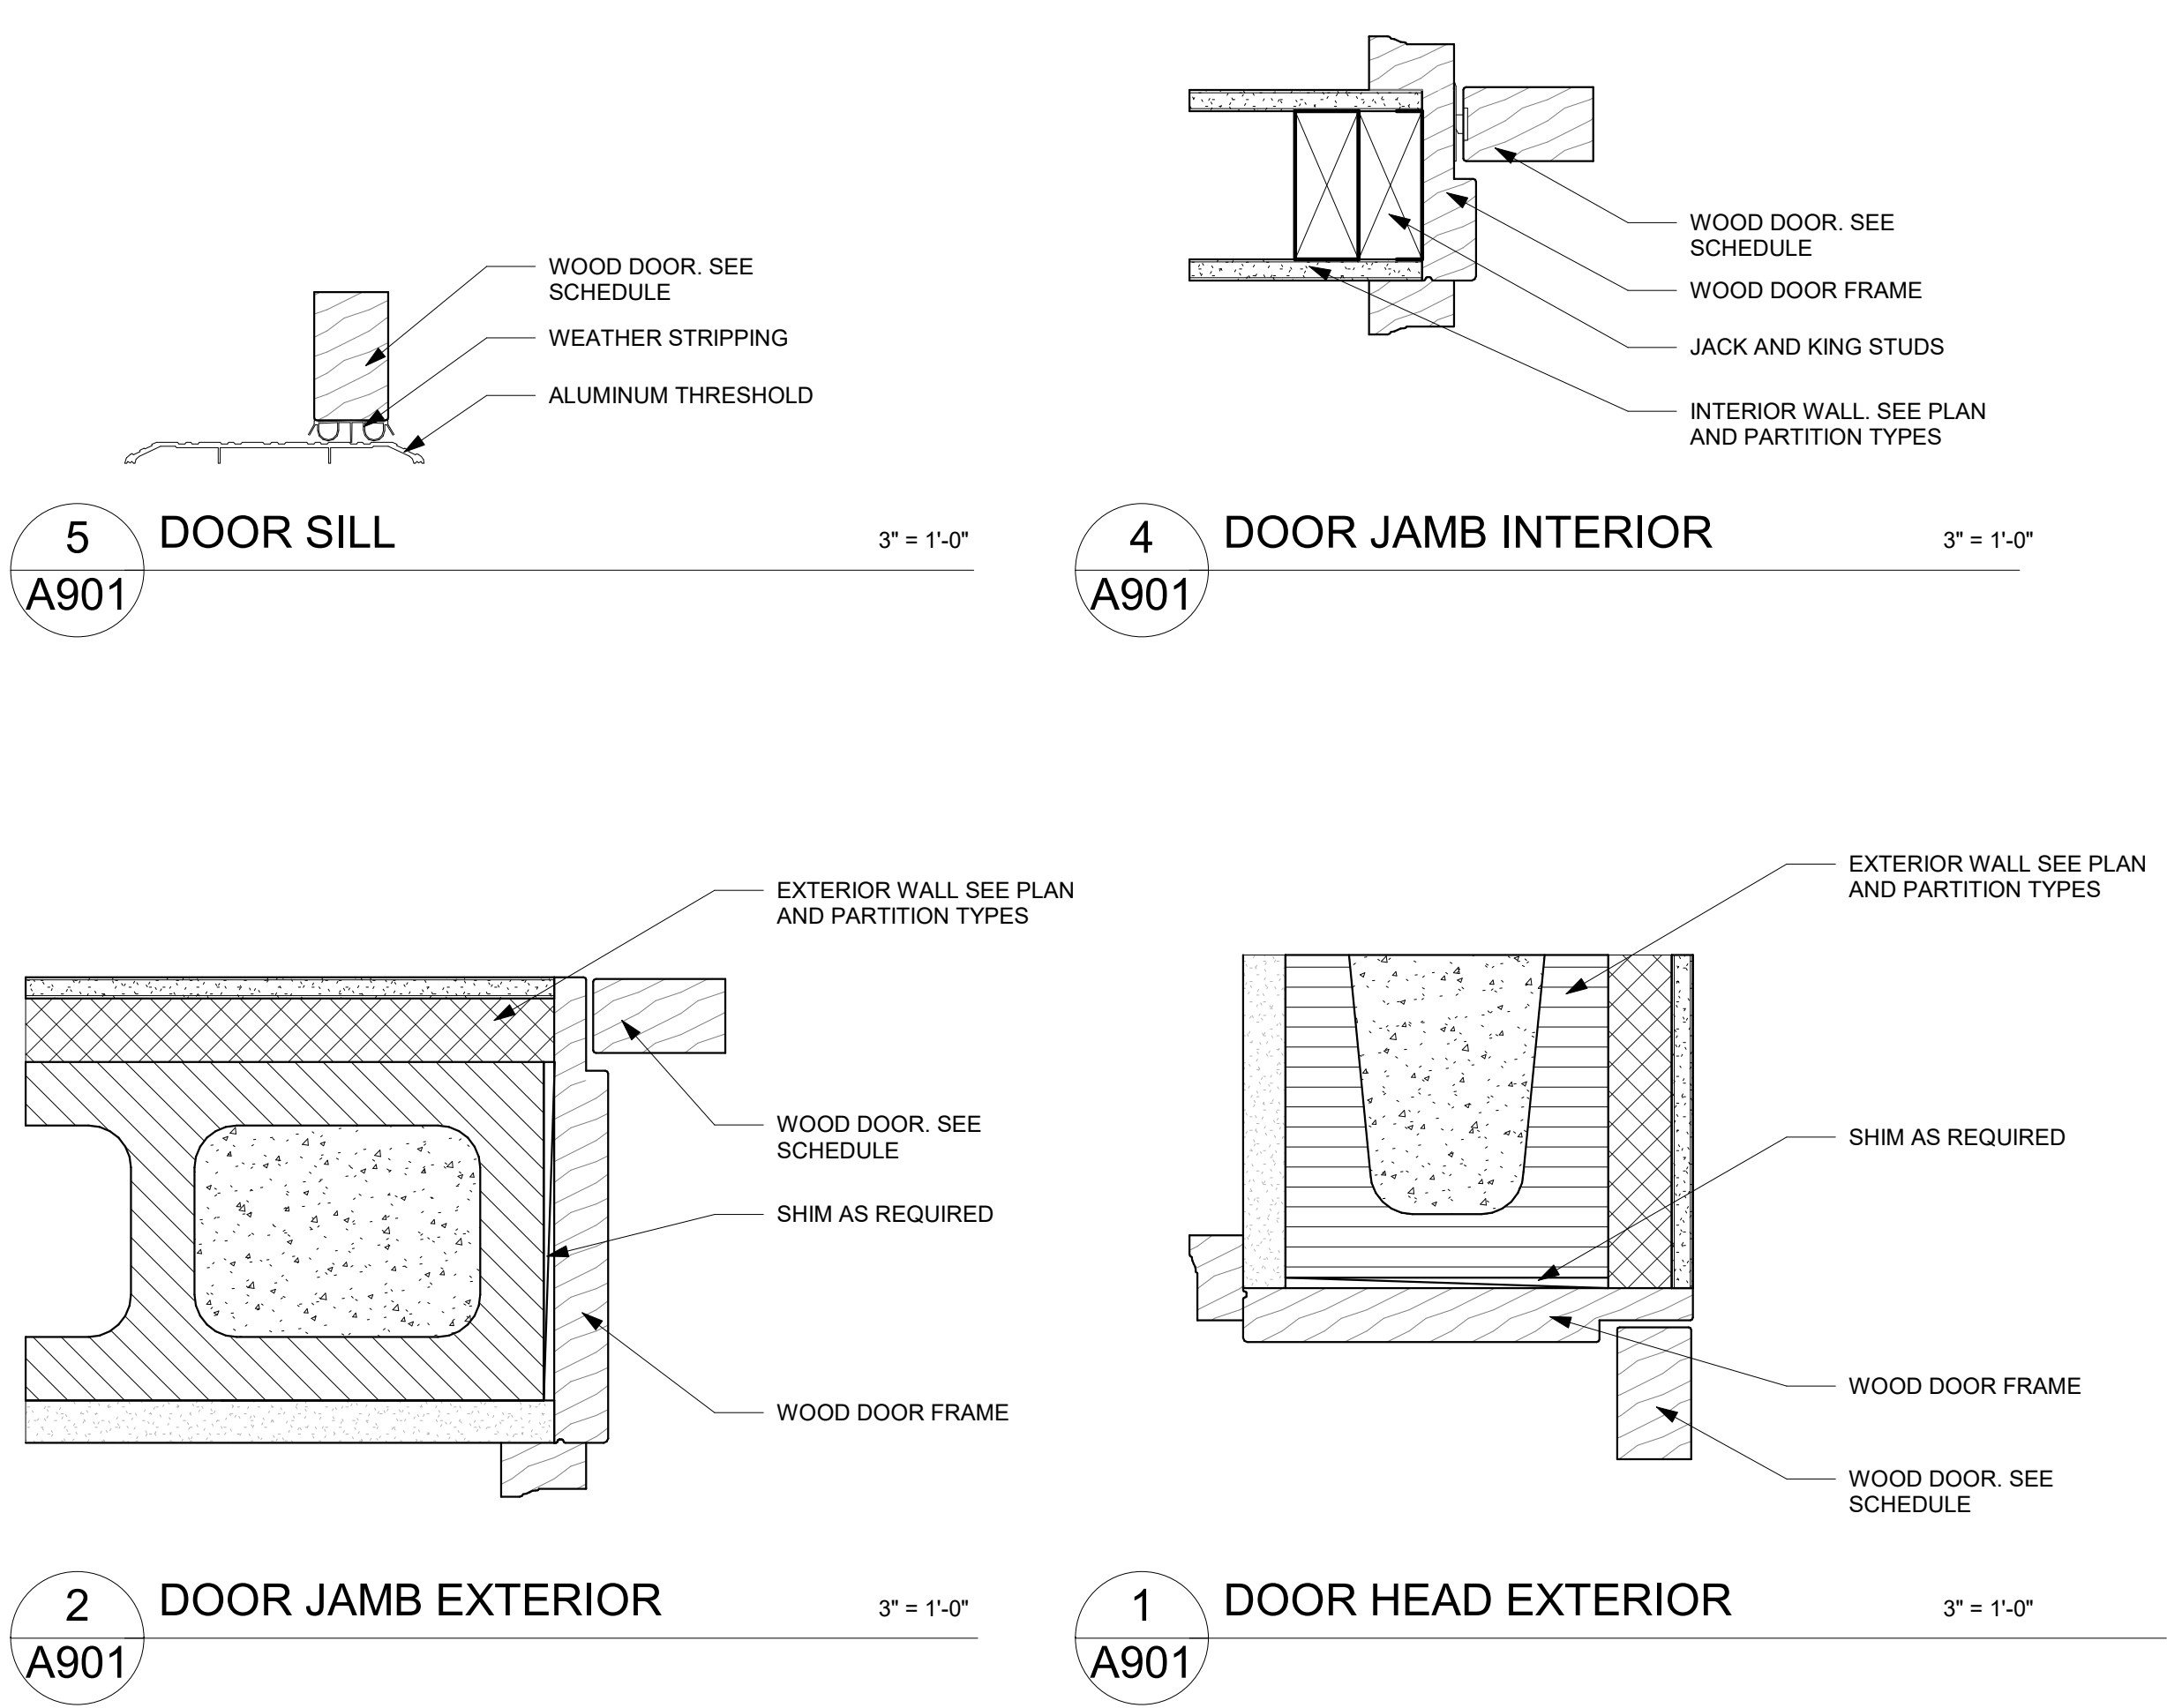 WOOD DOOR. SEE
SCHEDULE
WEATHER STRIPPING
ALUMINUM THRESHOLD
5
A901
DOOR SILL
3" = 1'-0"
WOOD DOOR. SEE
SCHEDULE
WOOD DOOR FRAME
JACK AND KING STUDS
INTERIOR WALL. SEE PLAN
AND PARTITION TYPES
4
A901
DOOR JAMB INTERIOR
3" = 1'-0"
EXTERIOR WALL SEE PLAN
AND PARTITION TYPES
WOOD DOOR. SEE
SCHEDULE
SHIM AS REQUIRED
WOOD DOOR FRAME
2
A901
DOOR JAMB EXTERIOR
3" = 1'-0"
EXTERIOR WALL SEE PLAN
AND PARTITION TYPES
SHIM AS REQUIRED
WOOD DOOR FRAME
WOOD DOOR. SEE
SCHEDULE
1
A901
DOOR HEAD EXTERIOR
3" = 1'-0"